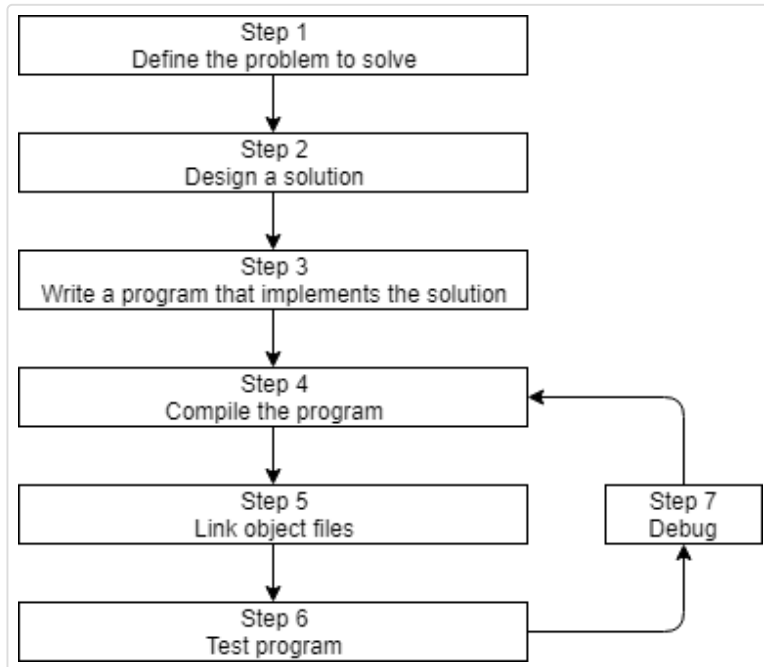 Step 1
Define the problem to solve
Step 2
Design a solution
Step 3
Write a program that implements the solution
Step 4
Compile the program
Step 5
Link object files
Step 7
Debug
Step 6
Test program